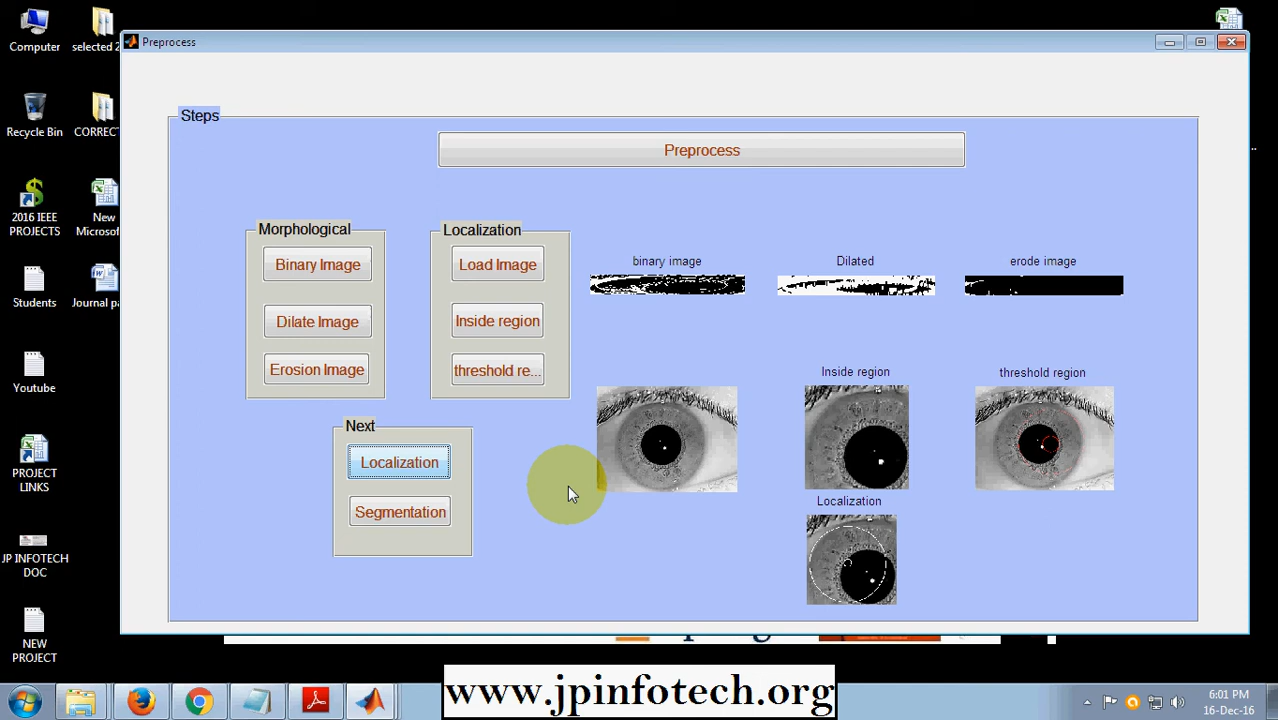 Computer
selected 2
Preprocess
Recycle Bin
CORREC
Steps
Preprocess
2016 IEEE
PROJECTS
New
Microsof
Morphological
Binary Image
Dilate Image
Erosion Image
Localization
Load Image
Inside region
threshold re...
binary image
Dilated
erode image
Students
Journal pa
Youtube
Inside region
threshold region
Next
Localization
Segmentation
Localization
PROJECT
LINKS
JP INFOTECH
DOC
NEW
PROJECT
www.jpinfotech.org
6:01 PM
16-Dec-16